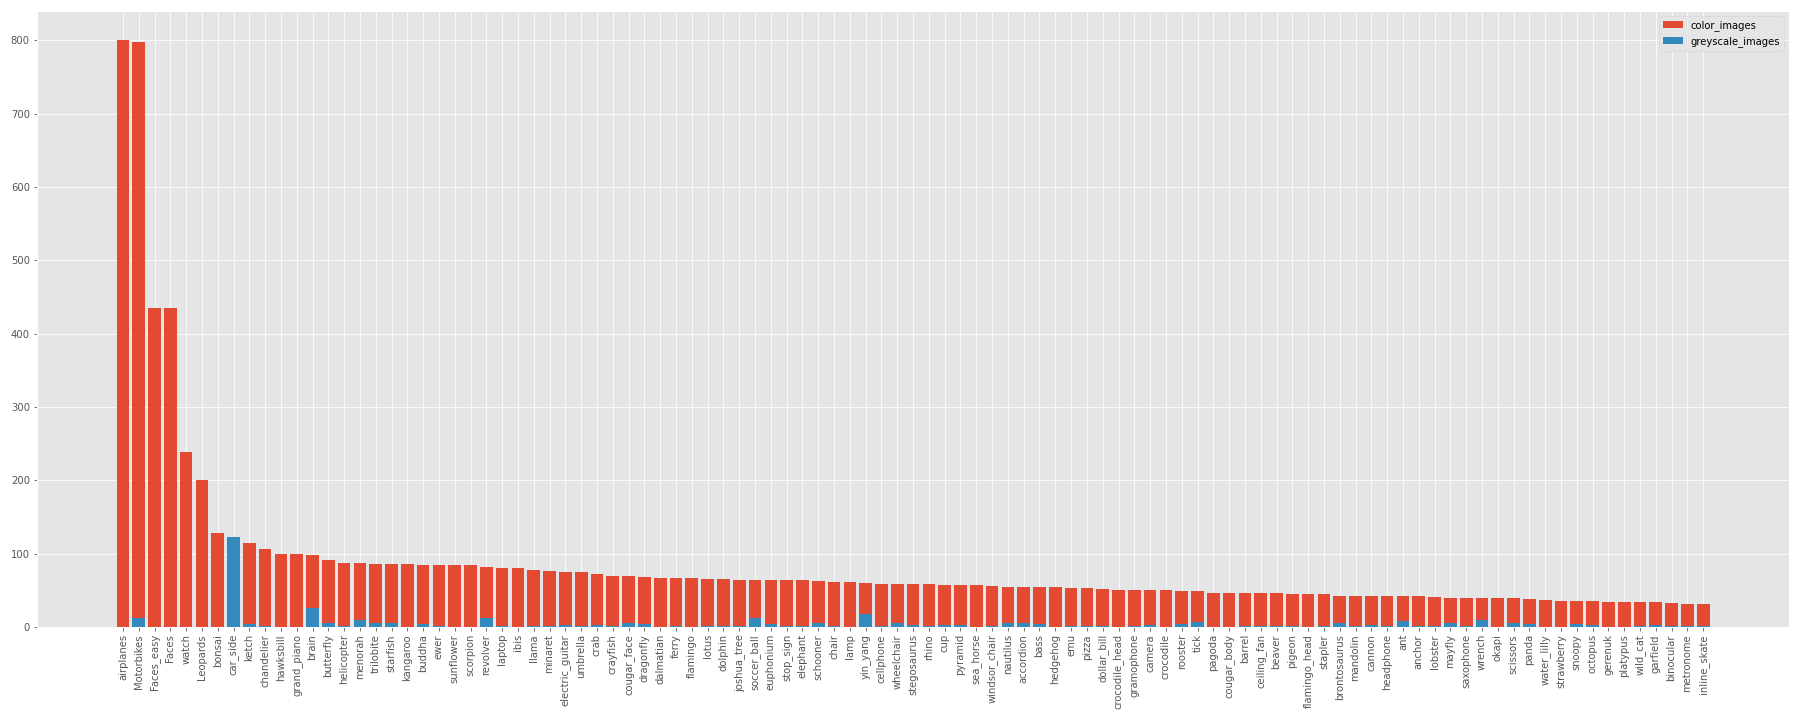 color_images
greyscale_images
800
700
600
500
400
300
200
100
0
airplanes
Motorbikes
Faces_easy
Faces
watch
Leopards
bonsai
car_side
ketch
chandelier
hawksbill
grand_piano
brain
butterfly
helicopter
menorah
trilobite
starfish
kangaroo
buddha
ewer
sunflower
scorpion
revolver
laptop
ibis
llama
minaret
electric_guitar
umbrella
crab
crayfish
cougar_face
dragonfly
dalmatian
ferry
flamingo
lotus
dolphin
joshua_tree
soccer_ball
euphonium
stop_sign
elephant
schooner
chair
lamp
yin_yang
cellphone
wheelchair
stegosaurus
rhino
cup
pyramid
sea_horse
windsor_chair
nautilus
accordion
bass
hedgehog
emu
pizza
dollar_bill
crocodile_head
gramophone
camera
crocodile
rooster
tick
pagoda
cougar_body
barrel
ceiling_fan
beaver
pigeon
flamingo_head
stapler
brontosaurus
mandolin
cannon
headphone
ant
anchor
lobster
mayfly
saxophone
wrench
okapi
scissors
panda
water_lilly
strawberry
snoopy
octopus
gerenuk
platypus
wild_cat
garfield
binocular
metronome
inline_skate